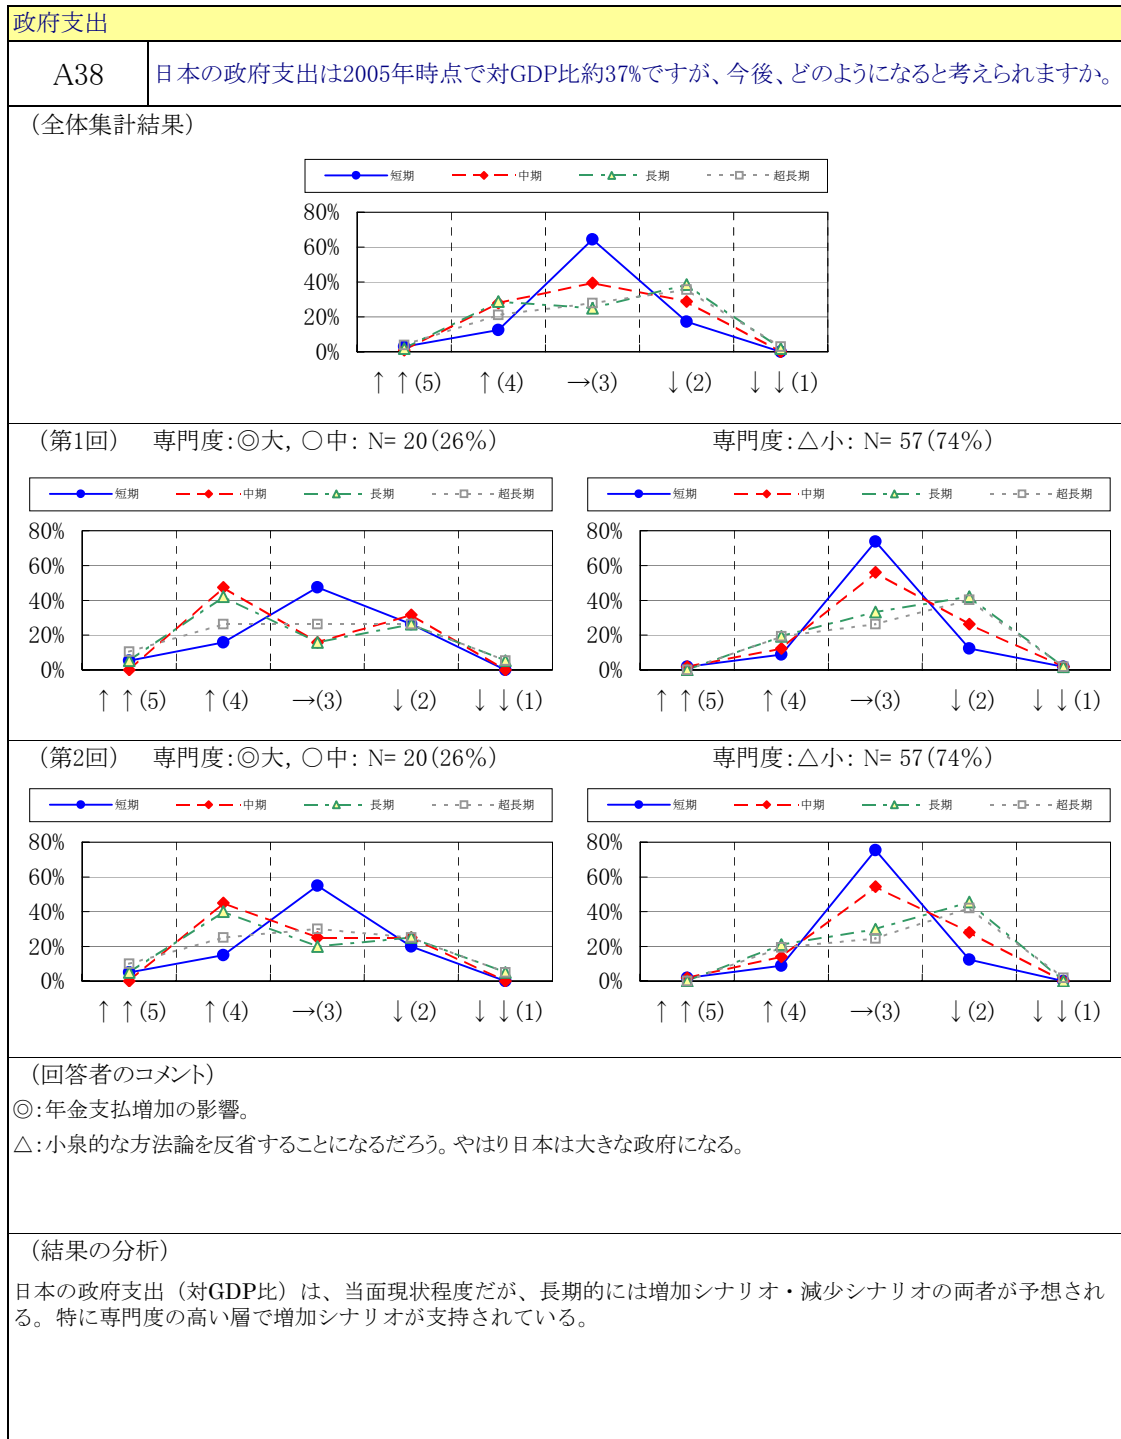 政府支出
A38 日本の政府支出は2005年時点で対GDP比約37%ですが、今後、どのようになると考えられますか。
（全体集計結果）
短期 中期 長期 超長期
80%
60%
40%
20%
0%
↑↑(5) ↑(4) →(3) ↓(2) ↓↓(1)
（第1回） 専門度:◎大, ○中: N= 20(26%) 専門度:△小: N= 57(74%)
短期 中期 長期 超長期 短期 中期 長期 超長期
80% 80%
60% 60%
40% 40%
20% 20%
0% 0%
↑↑(5) ↑(4) →(3) ↓(2) ↓↓(1) ↑↑(5) ↑(4) →(3) ↓(2) ↓↓(1)
（第2回） 専門度:◎大, ○中: N= 20(26%) 専門度:△小: N= 57(74%)
短期 中期 長期 超長期 短期 中期 長期 超長期
80% 80%
60% 60%
40% 40%
20% 20%
0% 0%
↑↑(5) ↑(4) →(3) ↓(2) ↓↓(1) ↑↑(5) ↑(4) →(3) ↓(2) ↓↓(1)
（回答者のコメント）
◎:年金支払増加の影響。
△:小泉的な方法論を反省することになるだろう。やはり日本は大きな政府になる。
（結果の分析）
日本の政府支出（対GDP比）は、当面現状程度だが、長期的には増加シナリオ・減少シナリオの両者が予想され
る。特に専門度の高い層で増加シナリオが支持されている。